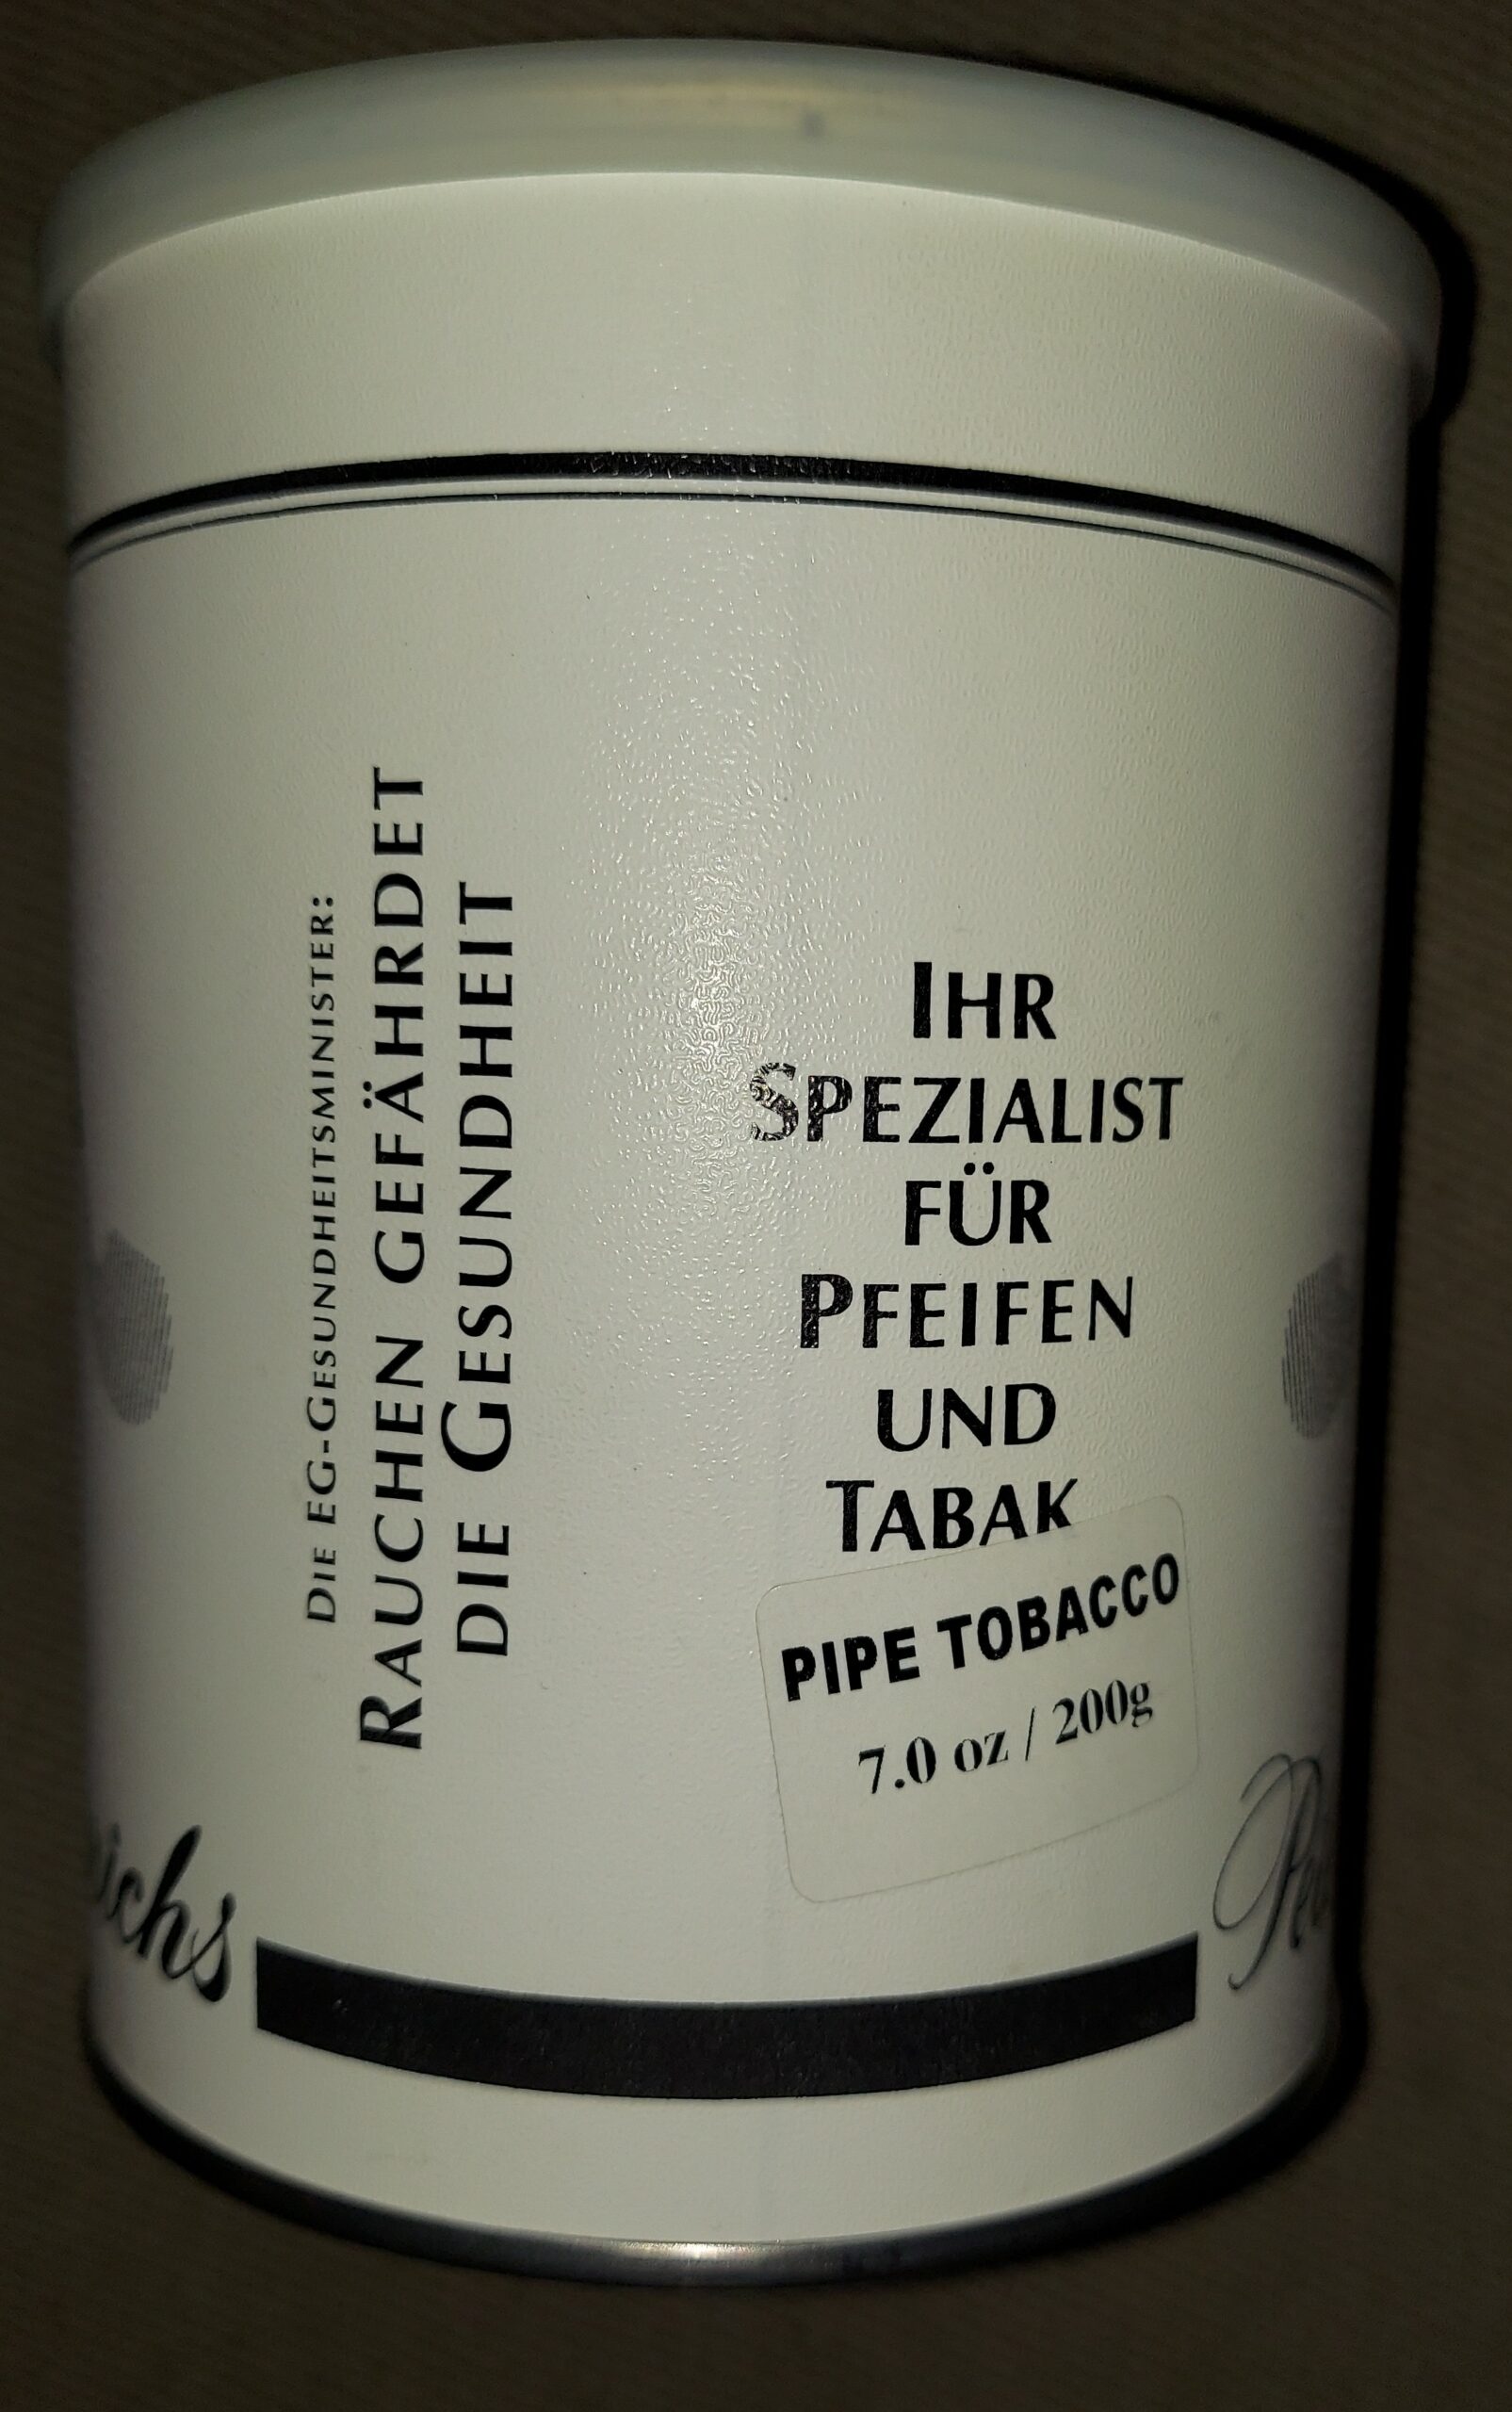 Die EG-Gesundheitsminister:
Rauchen gefährdet
die Gesundheit
Ihr
Spezialist
für
Pfeifen
und
Tabak
PIPE TOBACCO
7.0 oz / 200g